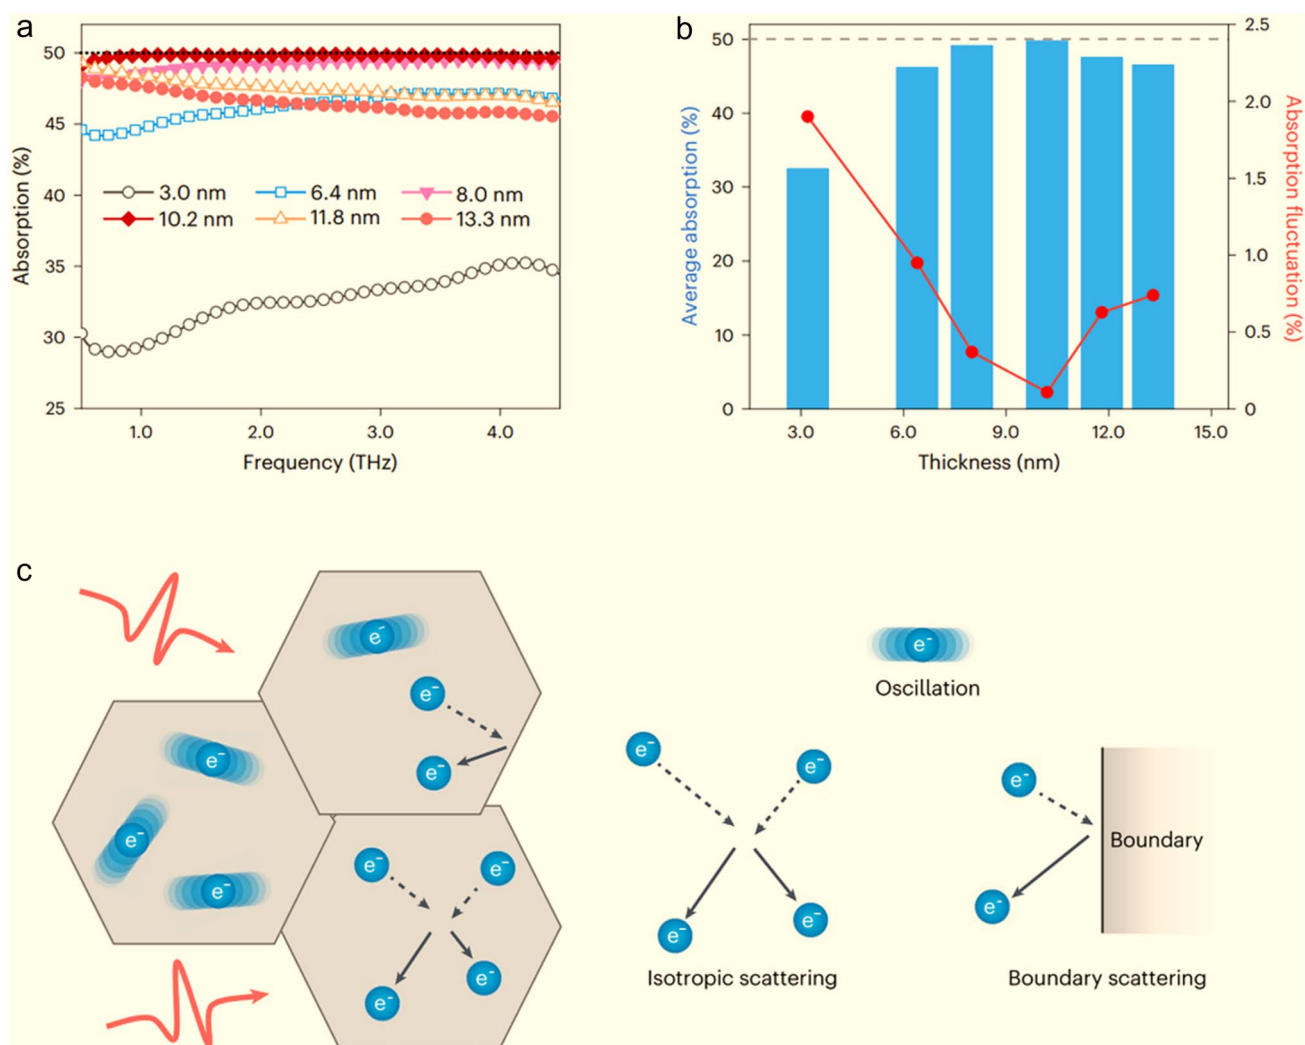 a
50
45
40
35
30
25
Absorption (%)
3.0 nm
6.4 nm
8.0 nm
10.2 nm
11.8 nm
13.3 nm
1.0
2.0
3.0
4.0
Frequency (THz)
b
50
40
30
20
10
0
Average absorption (%)
2.5
2.0
1.5
1.0
0.5
0
Absorption fluctuation (%)
3.0
6.0
9.0
12.0
15.0
Thickness (nm)
c
e⁻
e⁻
e⁻
e⁻
e⁻
e⁻
e⁻
e⁻
e⁻
e⁻
e⁻
Oscillation
e⁻
e⁻
e⁻
e⁻
Isotropic scattering
e⁻
e⁻
Boundary
Boundary scattering